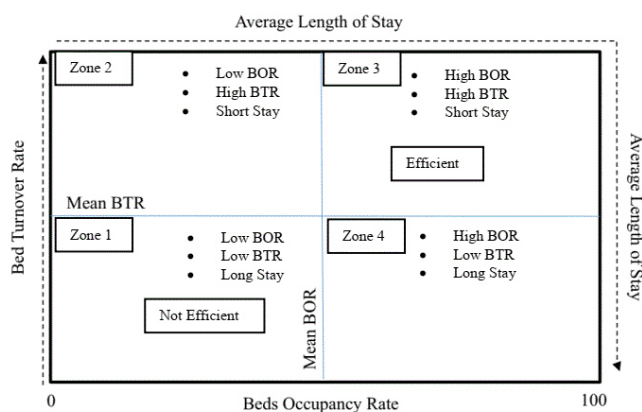 Average Length of Stay
Zone 2
Low BOR
High BTR
Short Stay
Zone 3
High BOR
High BTR
Short Stay
Efficient
Bed Turnover Rate
Average Length of Stay
Mean BTR
Zone 1
Low BOR
Low BTR
Long Stay
Not Efficient
Mean BOR
Zone 4
High BOR
Low BTR
Long Stay
0
Beds Occupancy Rate
100